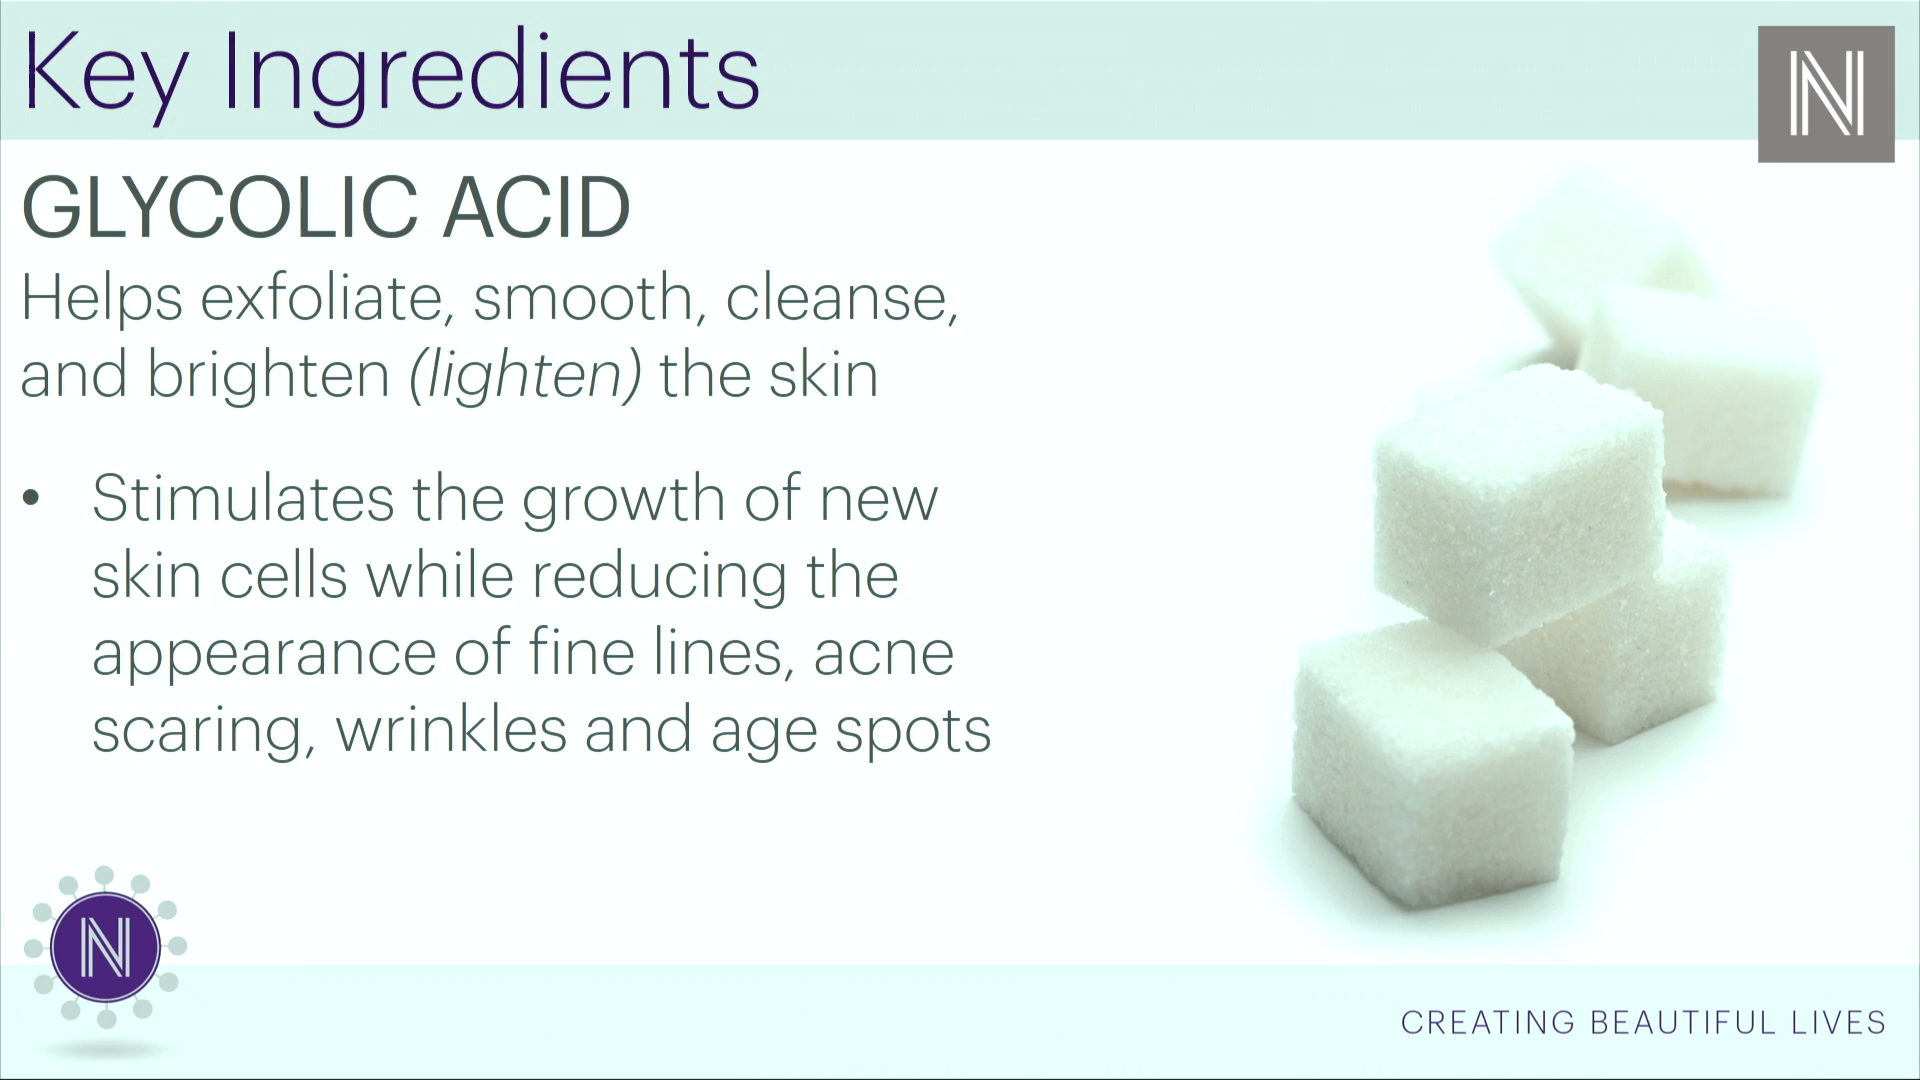 Key Ingredients
N
GLYCOLIC ACID
Helps exfoliate, smooth, cleanse,
and brighten (lighten) the skin
• Stimulates the growth of new
skin cells while reducing the
appearance of fine lines, acne
scaring, wrinkles and age spots
N
CREATING BEAUTIFUL LIVES